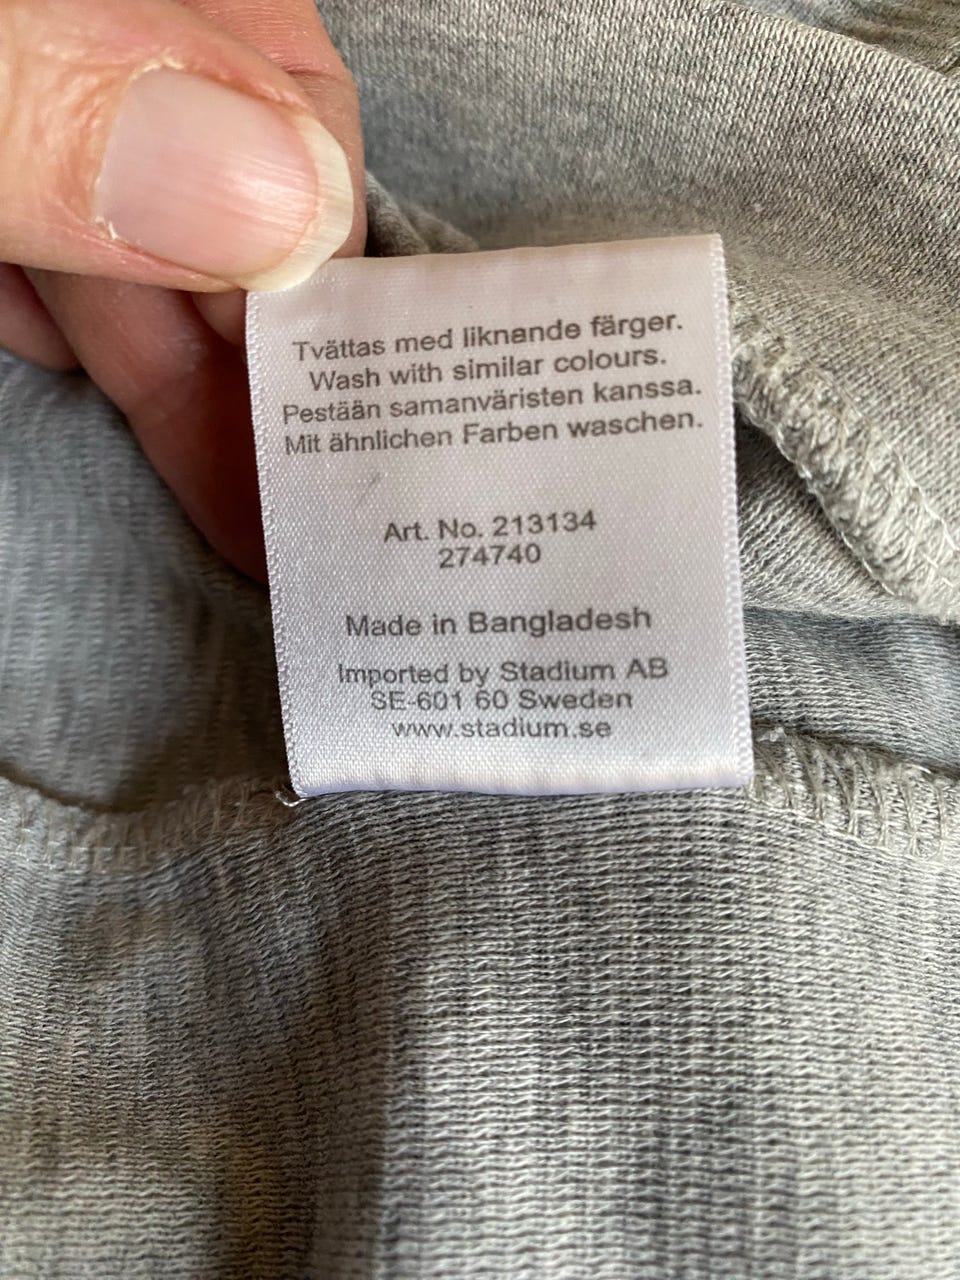 Tvättas med liknande färger.
Wash with similar colours.
Pestään samanväristen kanssa.
Mit ähnlichen Farben waschen.
Art. No. 213134
274740
Made in Bangladesh
Imported by Stadium AB
SE-601 60 Sweden
www.stadium.se